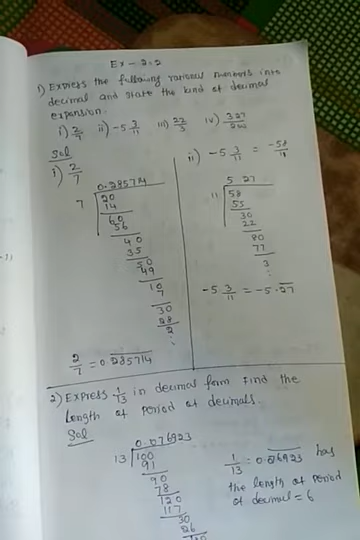 Ex - 2.2
1) Express the following rational numbers into
decimal and state the kind of decimal
expansion.
i) 2/7 ii) -5 3/11 iii) 22/3 iv) 327/200
Sol
i) 2/7
0.285714
7 20
14
60
56
40
35
50
49
10
7
30
28
2
⋮
2/7 = 0.285714
ii) -5 3/11 = -58/11
5 27
11 58
55
30
22
80
77
3
⋮
-5 3/11 = -5.27
2) Express 1/13 in decimal form Find the
Length of Period of decimals.
Sol
0.076923
13 100
91
90
78
120
117
30
26
1/13 = 0.076923 has
the length of period
of decimal = 6